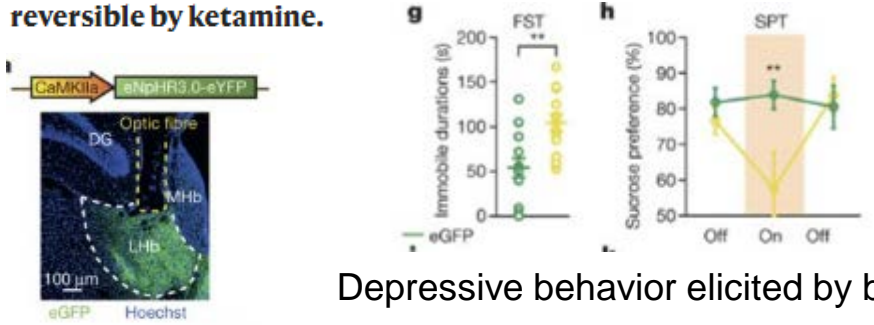 reversible by ketamine.
CaMKIIa
eNpHR3.0-eYFP
Optic fibre
DG
MHb
LHb
100 μm
eGFP Hoechst
g
FST
Immobile durations (s)
200
150
100
50
0
**
eGFP
h
SPT
Sucrose preference (%)
100
90
80
70
60
50
**
Off On Off
Depressive behavior elicited by b